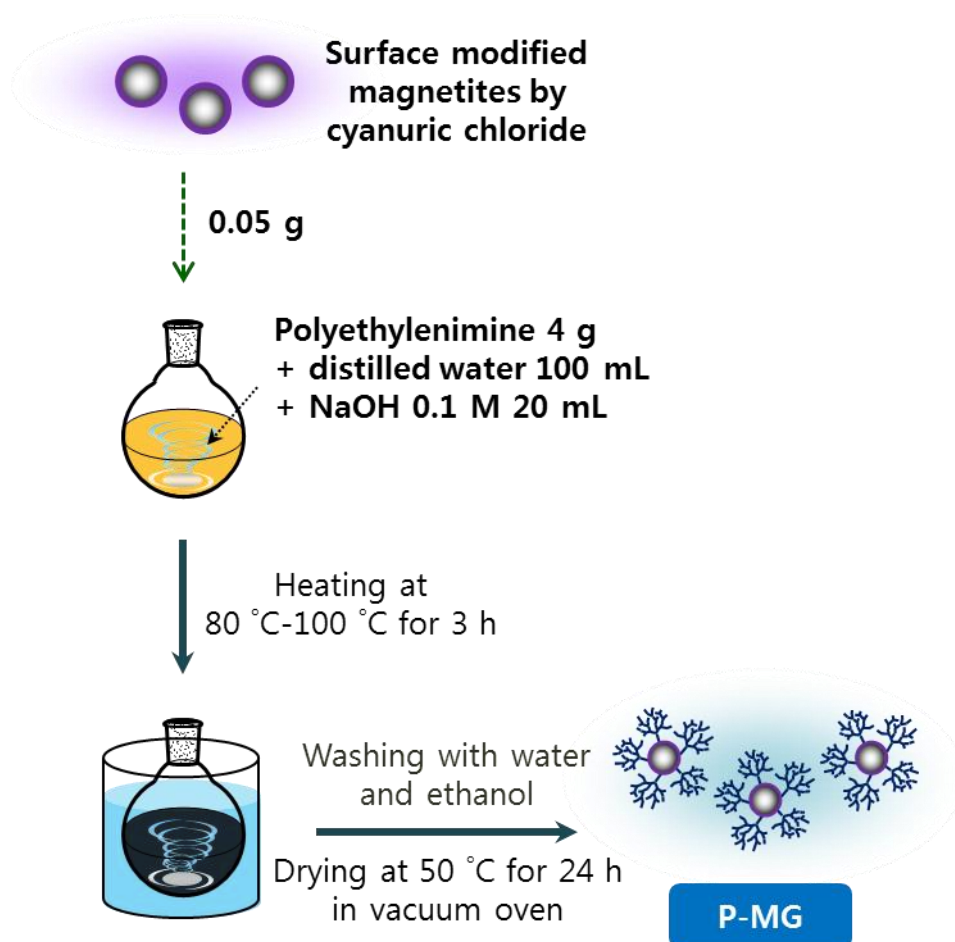 Surface modified
magnetites by
cyanuric chloride
0.05 g
Polyethylenimine 4 g
+ distilled water 100 mL
+ NaOH 0.1 M 20 mL
Heating at
80 ˚C-100 ˚C for 3 h
Washing with water
and ethanol
Drying at 50 ˚C for 24 h
in vacuum oven
P-MG